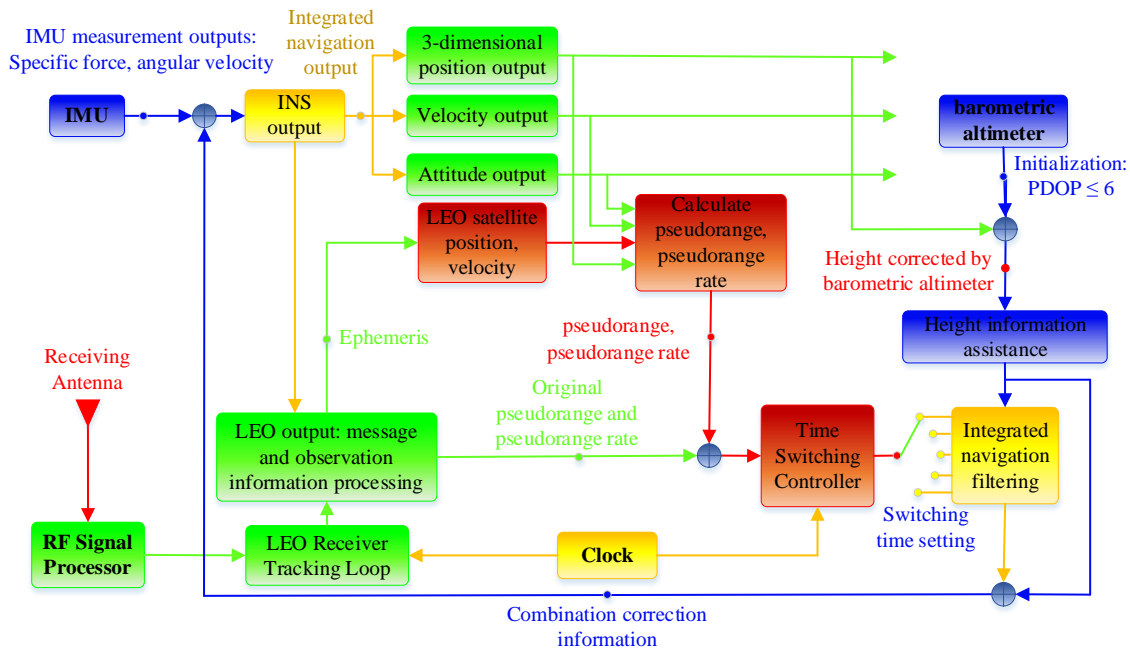 IMU measurement outputs:
Specific force, angular velocity
Integrated
navigation
output
3-dimensional
position output
IMU
INS
output
Velocity output
barometric
altimeter
Attitude output
Initialization:
PDOP ≤ 6
LEO satellite
position,
velocity
Calculate
pseudorange,
pseudorange
rate
Height corrected by
barometric altimeter
Ephemeris
pseudorange,
pseudorange rate
Height information
assistance
Receiving
Antenna
Original
pseudorange and
pseudorange rate
LEO output: message
and observation
information processing
Time
Switching
Controller
Integrated
navigation
filtering
Switching
time setting
RF Signal
Processor
LEO Receiver
Tracking Loop
Clock
Combination correction
information